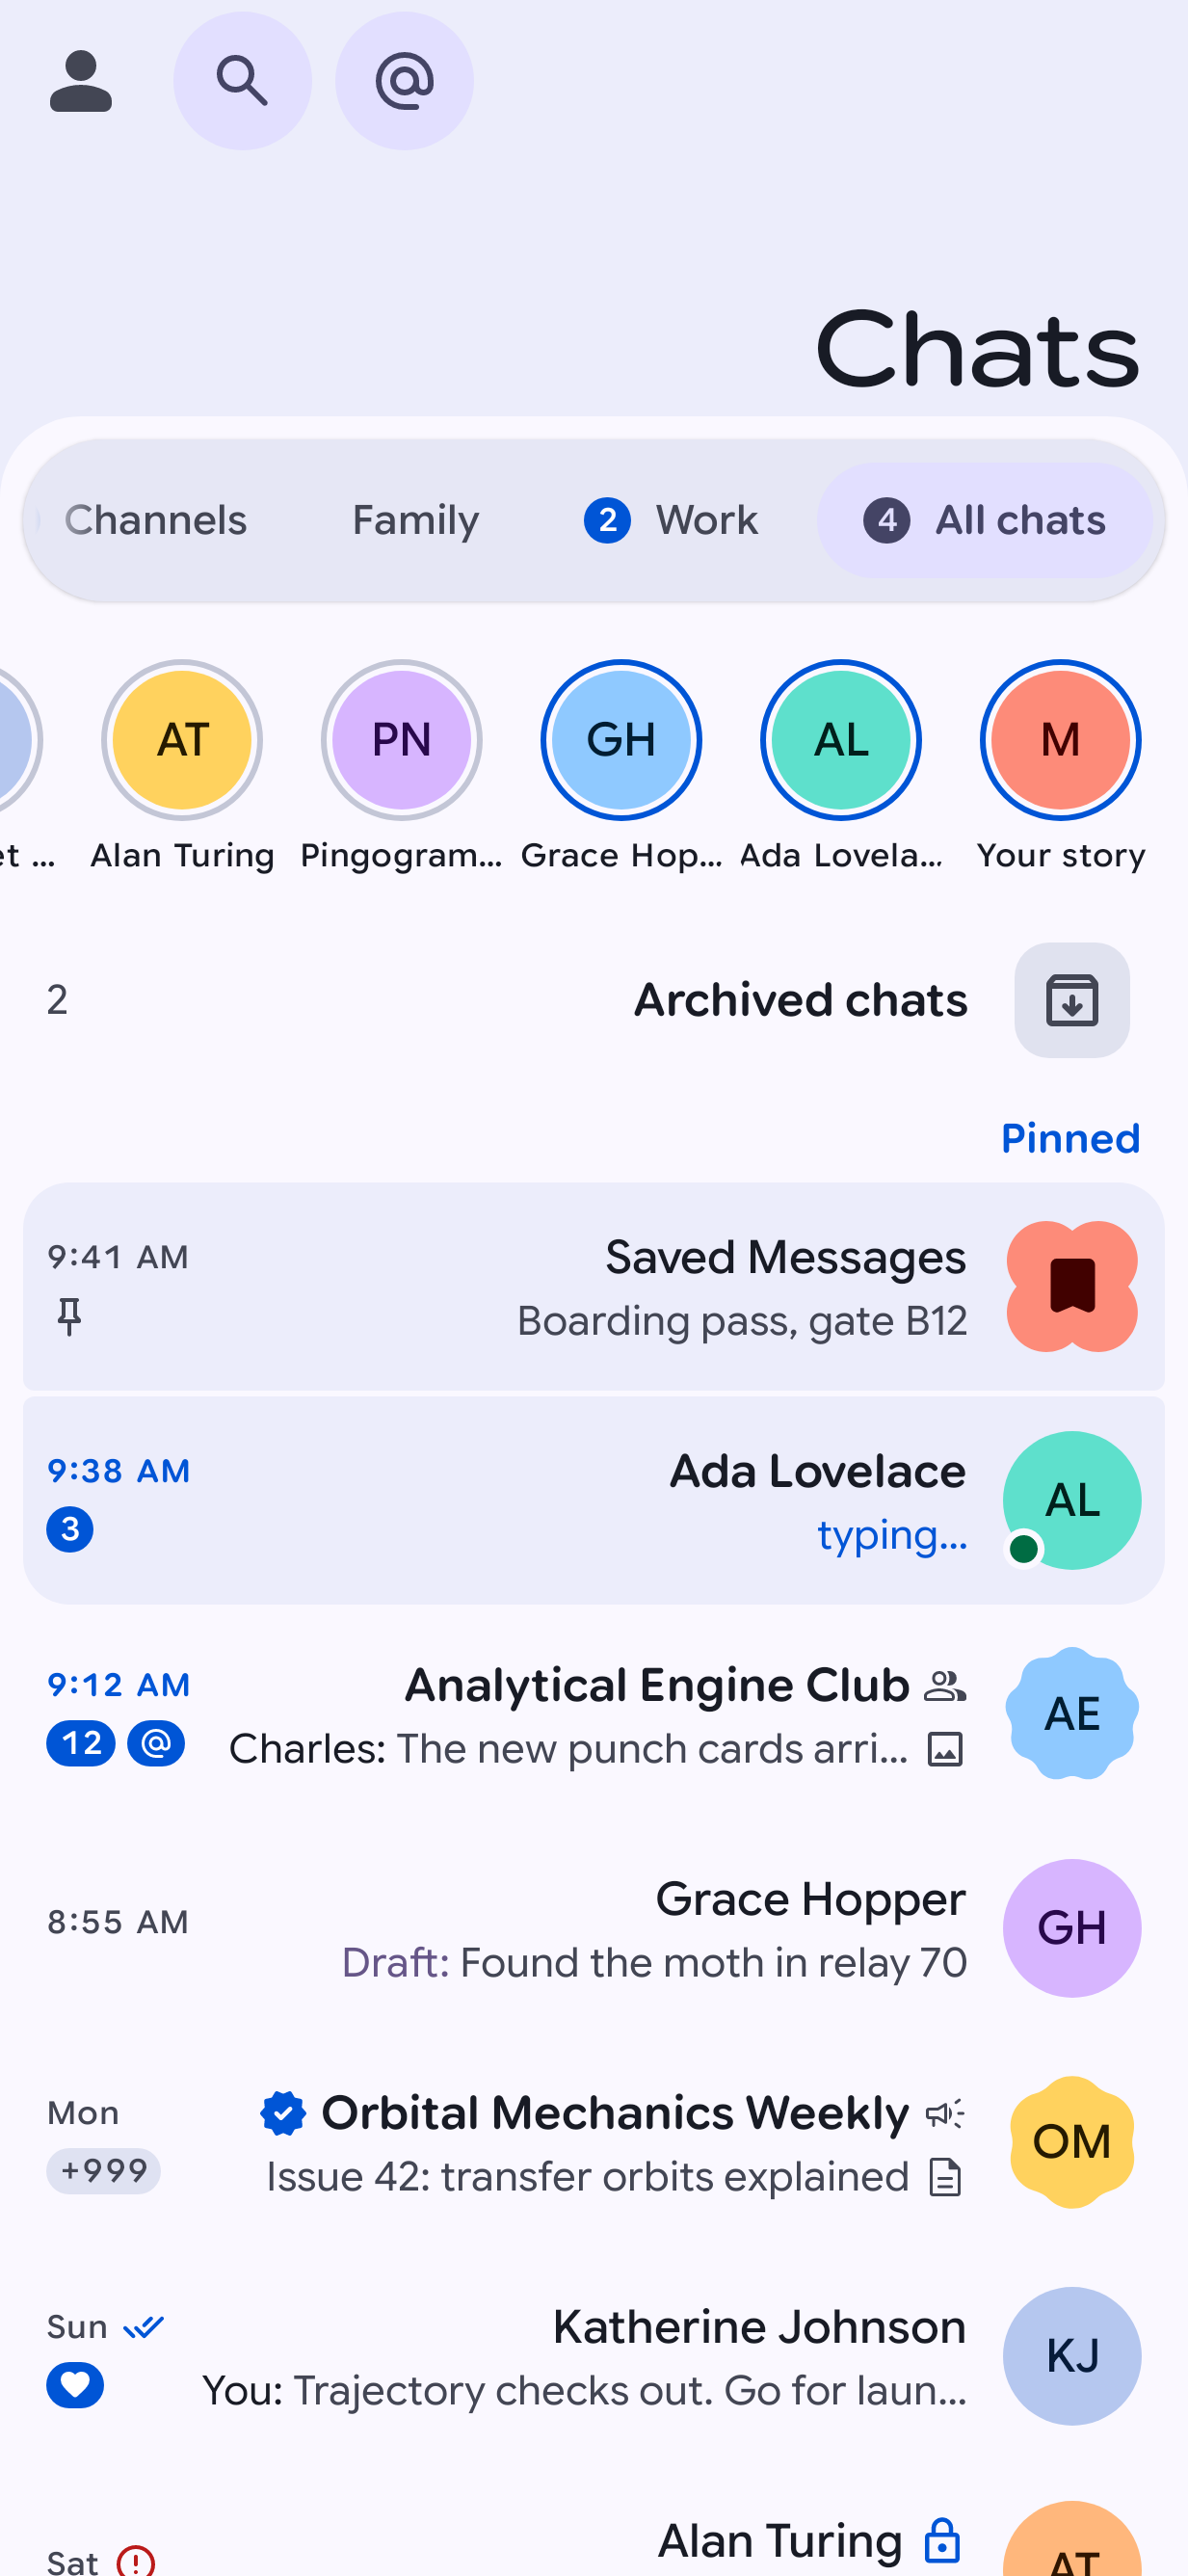 Chats
All chats 4
Work 2
Family
Channels
M
AL
GH
PN
AT
Your story
Ada Lovela...
Grace Hop...
Pingogram...
Alan Turing
et ...
Archived chats
2
Pinned
Saved Messages
9:41 AM
Boarding pass, gate B12
AL
Ada Lovelace
9:38 AM
typing...
3
AE
Analytical Engine Club
9:12 AM
Charles: The new punch cards arri...
12 @
GH
Grace Hopper
8:55 AM
Draft: Found the moth in relay 70
OM
Orbital Mechanics Weekly
Mon
Issue 42: transfer orbits explained
+999
KJ
Katherine Johnson
Sun
You: Trajectory checks out. Go for laun...
AT
Alan Turing
Sat